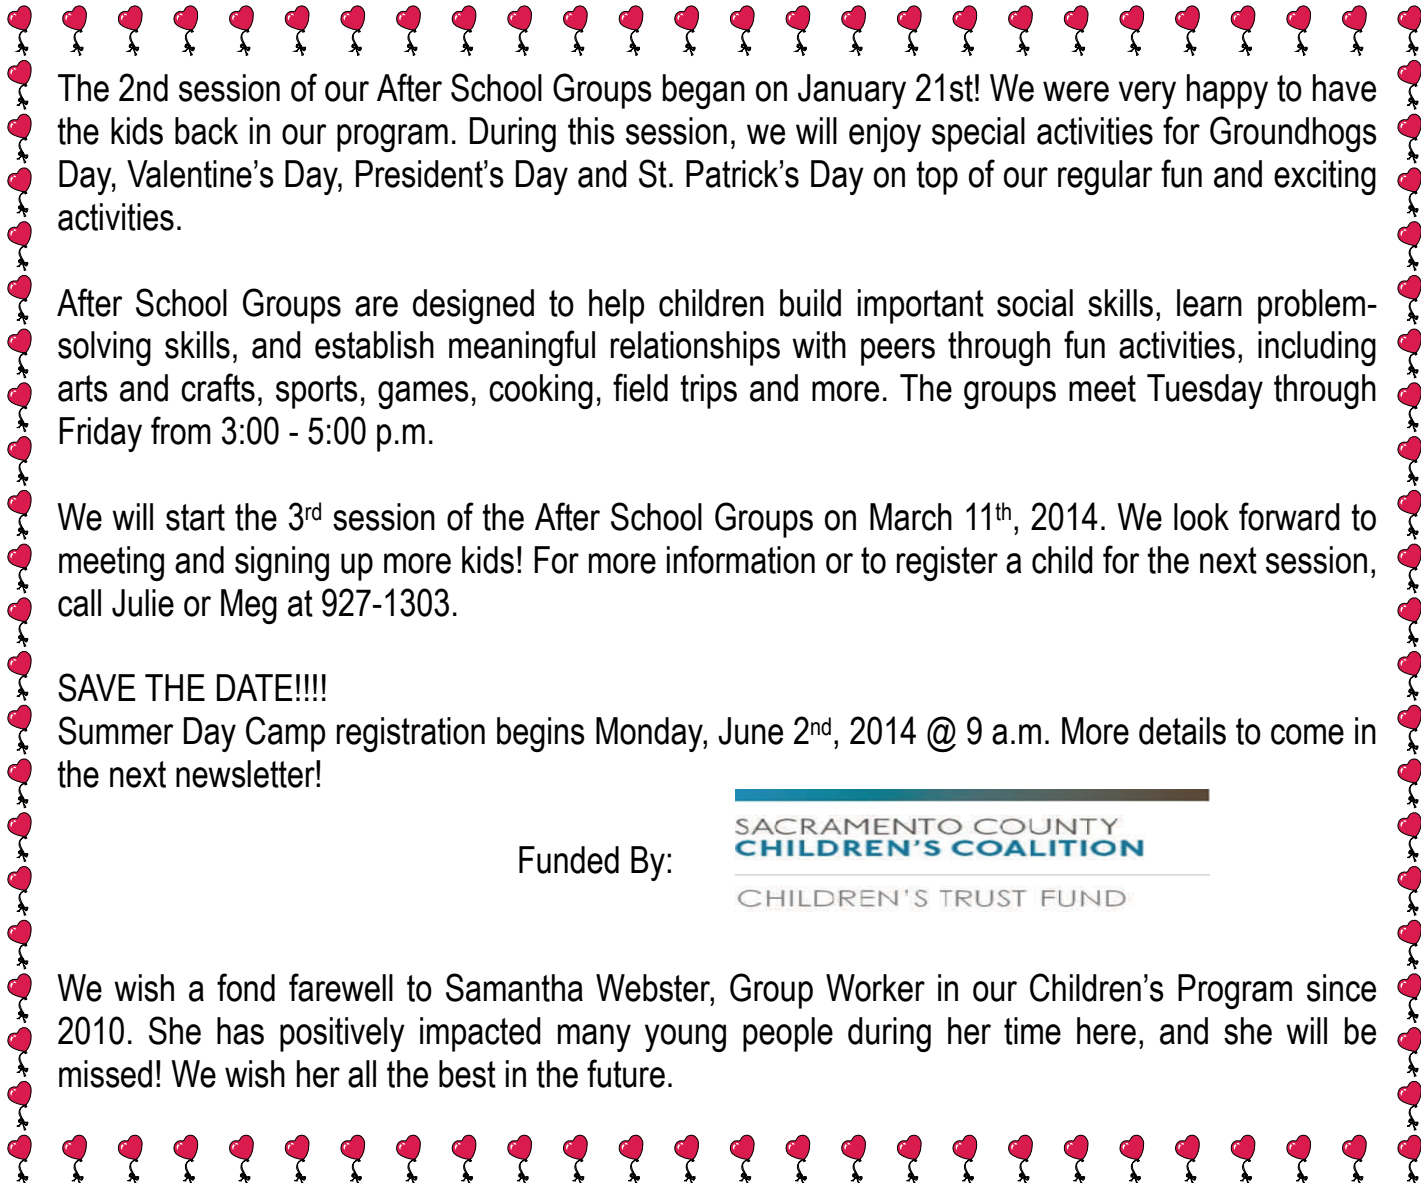 The 2nd session of our After School Groups began on January 21st! We were very happy to have
the kids back in our program. During this session, we will enjoy special activities for Groundhogs
Day, Valentine’s Day, President’s Day and St. Patrick’s Day on top of our regular fun and exciting
activities.
After School Groups are designed to help children build important social skills, learn problem-
solving skills, and establish meaningful relationships with peers through fun activities, including
arts and crafts, sports, games, cooking, field trips and more. The groups meet Tuesday through
Friday from 3:00 - 5:00 p.m.
We will start the 3rd session of the After School Groups on March 11th, 2014. We look forward to
meeting and signing up more kids! For more information or to register a child for the next session,
call Julie or Meg at 927-1303.
SAVE THE DATE!!!!
Summer Day Camp registration begins Monday, June 2nd, 2014 @ 9 a.m. More details to come in
the next newsletter!
Funded By:
SACRAMENTO COUNTY
CHILDREN'S COALITION
CHILDREN'S TRUST FUND
We wish a fond farewell to Samantha Webster, Group Worker in our Children’s Program since
2010. She has positively impacted many young people during her time here, and she will be
missed! We wish her all the best in the future.